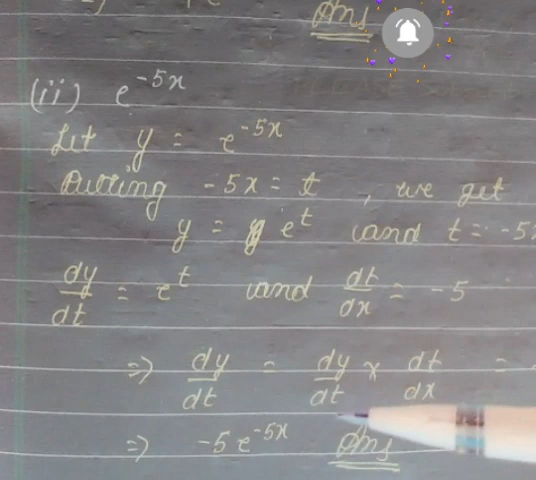 Ans
(ii) e^{-5x}
Let y = e^{-5x}
Putting -5x = t , we get
y = e^t and t = -5x
dy/dt = e^t and dt/dx = -5
=> dy/dt = dy/dt × dt/dx =
=> -5e^{-5x} Ans